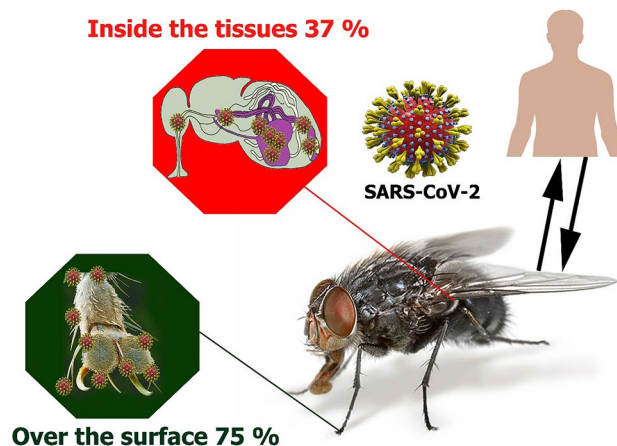 Inside the tissues 37 %
SARS-CoV-2
Over the surface 75 %